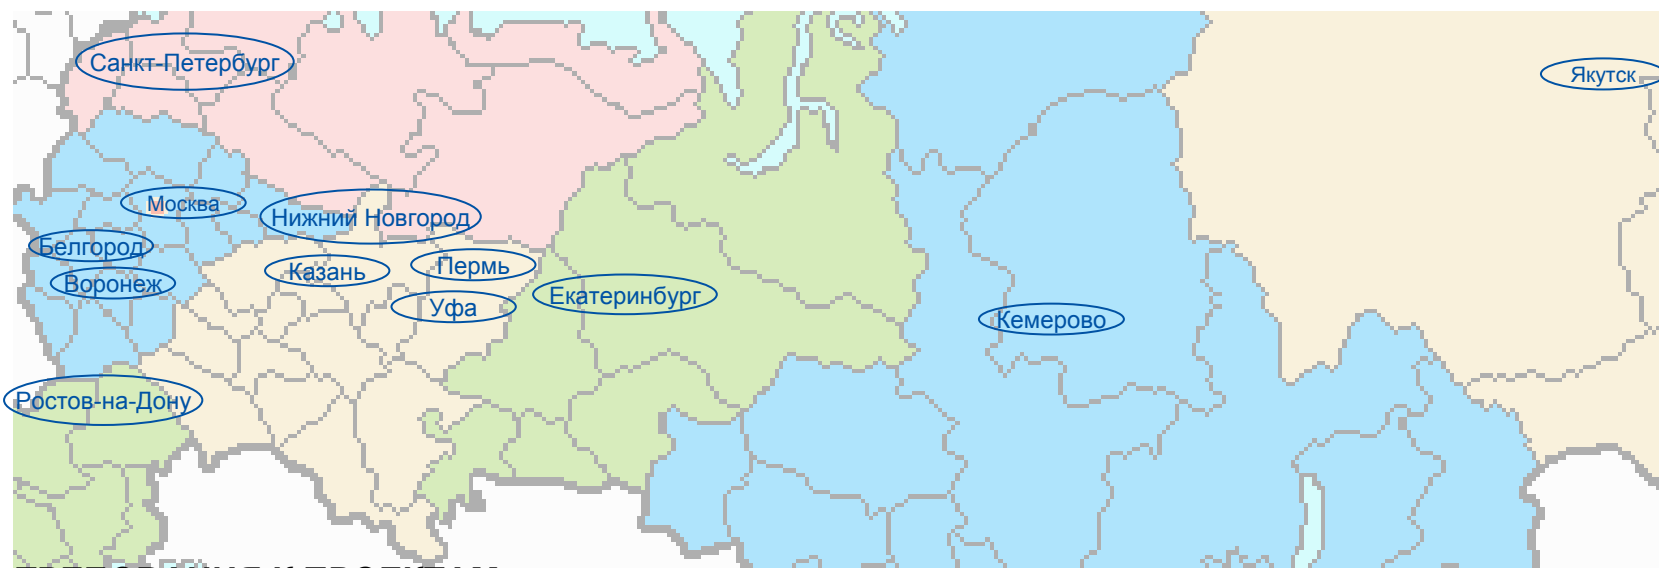 Санкт-Петербург
Якутск
Москва
Нижний Новгород
Белгород
Казань
Пермь
Воронеж
Уфа
Екатеринбург
Кемерово
Ростов-на-Дону